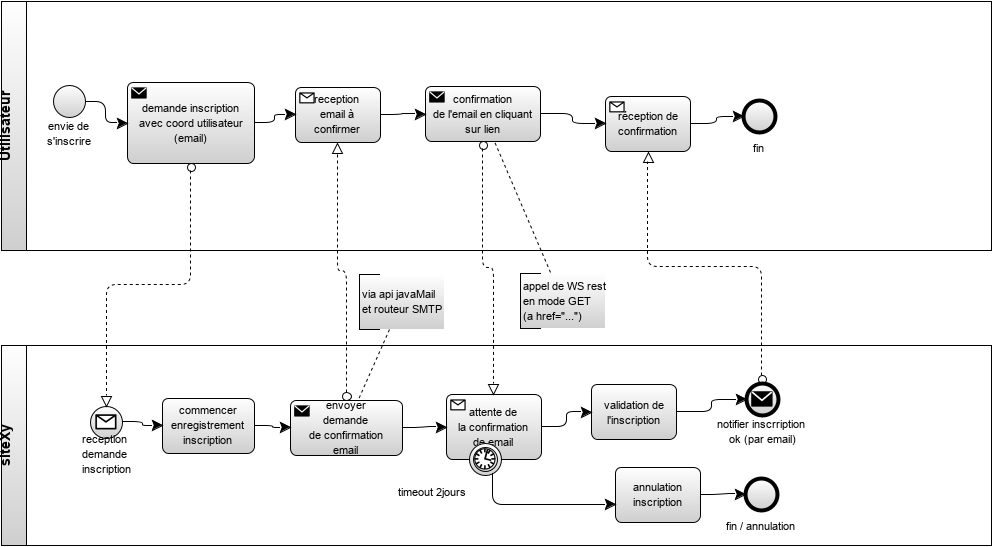 Utilisateur
envie de
s'inscrire
demande inscription
avec coord utilisateur
(email)
reception
email à
confirmer
confirmation
de l'email en cliquant
sur lien
réception de
confirmation
fin
via api javaMail
et routeur SMTP
appel de WS rest
en mode GET
(a href="...")
siteXy
reception
demande
inscription
commencer
enregistrement
inscription
envoyer
demande
de confirmation
email
attente de
la confirmation
de email
timeout 2jours
validation de
l'inscription
notifier inscrription
ok (par email)
annulation
inscription
fin / annulation